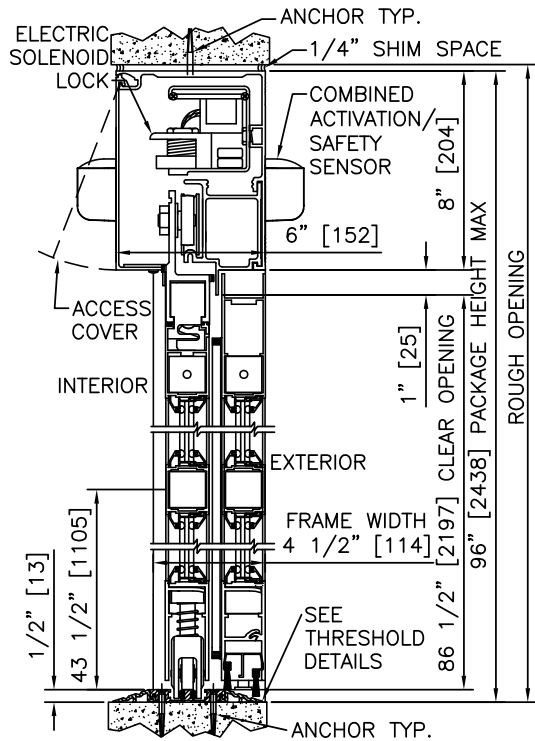 ANCHOR TYP.
ELECTRIC
SOLENOID
LOCK
1/4" SHIM SPACE
COMBINED
ACTIVATION/
SAFETY
SENSOR
8" [204]
6" [152]
ACCESS
COVER
1" [25]
INTERIOR
EXTERIOR
FRAME WIDTH
4 1/2" [114]
86 1/2" [2197] CLEAR OPENING
96" [2438] PACKAGE HEIGHT MAX
ROUGH OPENING
1/2" [13]
43 1/2" [1105]
SEE
THRESHOLD
DETAILS
ANCHOR TYP.